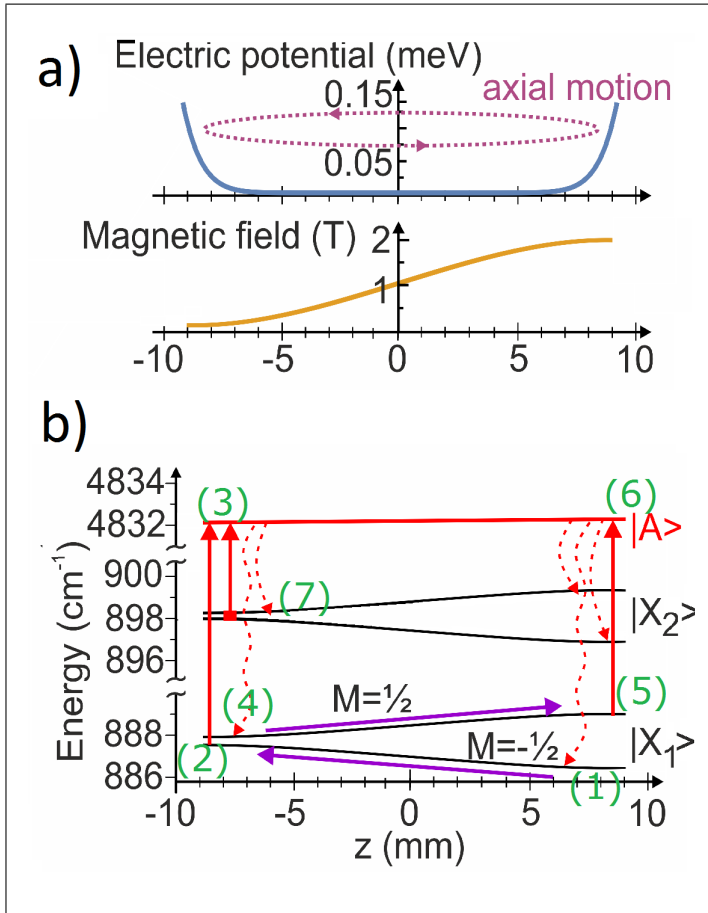 a)
Electric potential (meV)
0.15
axial motion
0.05
Magnetic field (T)
2
1
-10 -5 0 5 10
b)
4834
(3)
(6)
4832
|A>
900
(7)
898
|X2>
896
Energy (cm-1)
(4)
M=½
(5)
888
|X1>
(2)
M=-½
886
(1)
-10 -5 0 5 10
z (mm)